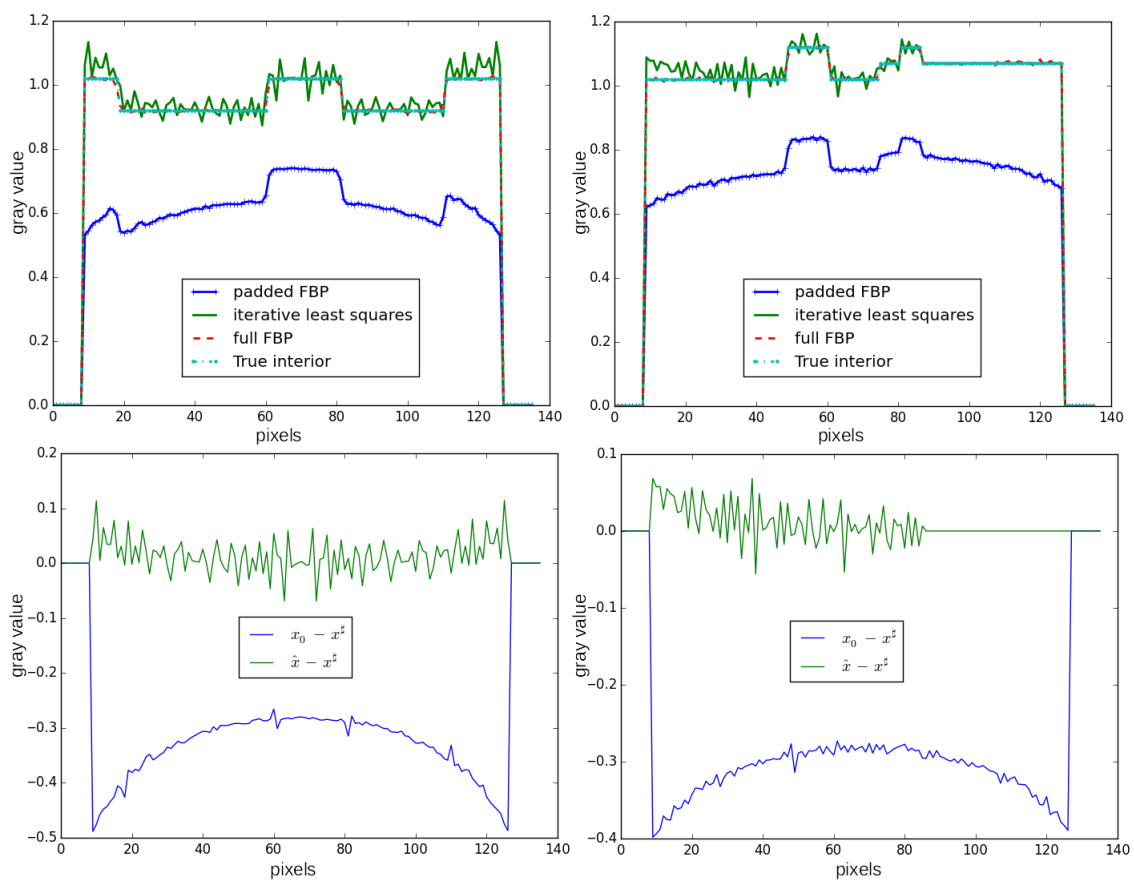 1.2
1.0
0.8
0.6
0.4
0.2
0.0
gray value
0 20 40 60 80 100 120 140
pixels
padded FBP
iterative least squares
full FBP
True interior
1.2
1.0
0.8
0.6
0.4
0.2
0.0
gray value
0 20 40 60 80 100 120 140
pixels
padded FBP
iterative least squares
full FBP
True interior
0.2
0.1
0.0
−0.1
−0.2
−0.3
−0.4
−0.5
gray value
0 20 40 60 80 100 120 140
pixels
x₀ − x♯
x̂ − x♯
0.1
0.0
−0.1
−0.2
−0.3
−0.4
gray value
0 20 40 60 80 100 120 140
pixels
x₀ − x♯
x̂ − x♯